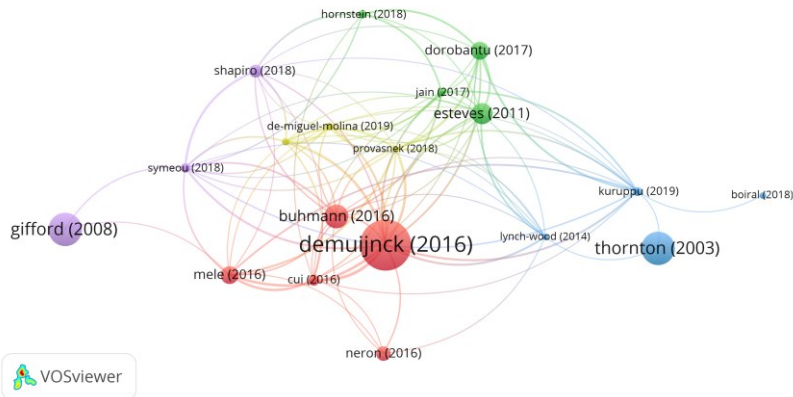 hornstein (2018)
dorobantu (2017)
shapiro (2018)
jain (2017)
esteves (2011)
de-miguel-molina (2019)
provasnek (2018)
symeou (2018)
kuruppu (2019)
boiral (2018)
buhmann (2016)
gifford (2008)
demuijnck (2016)
lynch-wood (2014)
thornton (2003)
mele (2016)
cui (2016)
neron (2016)
VOSviewer